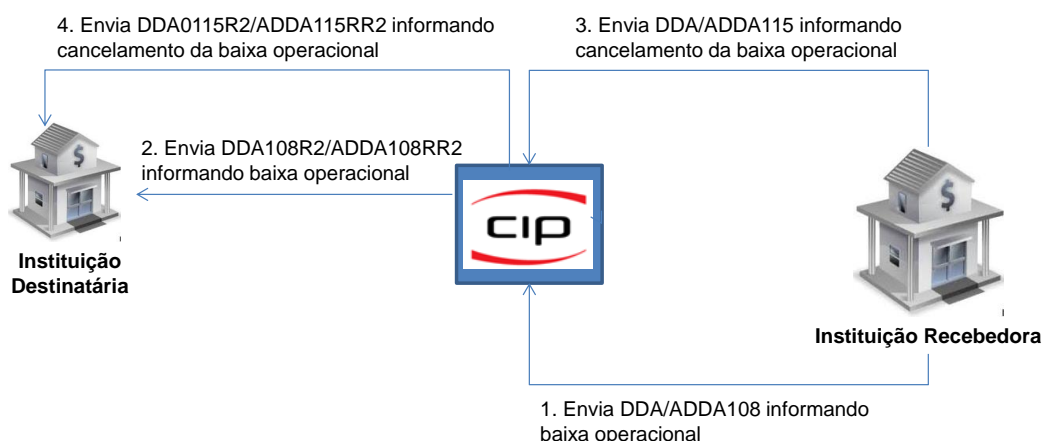 4. Envia DDA0115R2/ADDA115RR2 informando
cancelamento da baixa operacional
3. Envia DDA/ADDA115 informando
cancelamento da baixa operacional
2. Envia DDA108R2/ADDA108RR2
informando baixa operacional
$
CIP
$
Instituição
Destinatária
Instituição Recebedora
1. Envia DDA/ADDA108 informando
baixa operacional